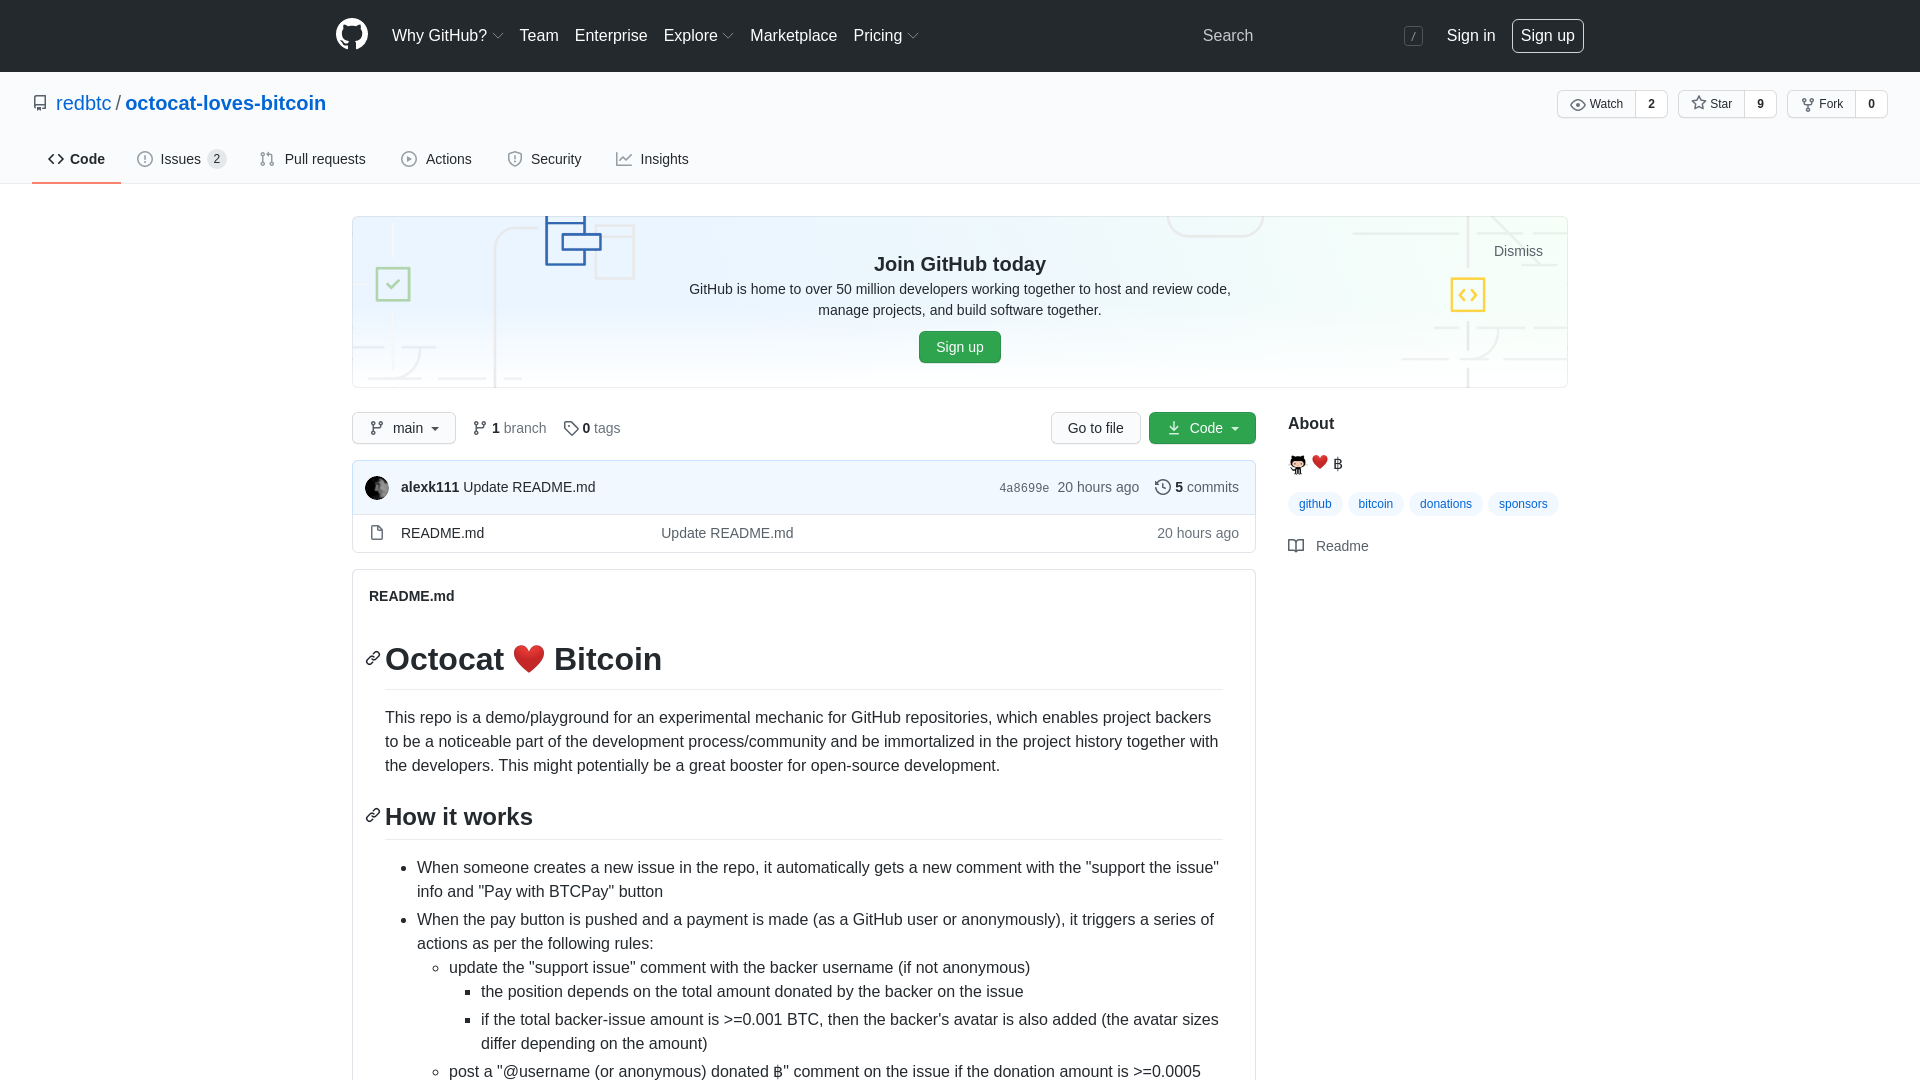 Why GitHub? Team Enterprise Explore Marketplace Pricing Search / Sign in Sign up
redbtc / octocat-loves-bitcoin Watch 2 Star 9 Fork 0
Code Issues 2 Pull requests Actions Security Insights
Dismiss
Join GitHub today
GitHub is home to over 50 million developers working together to host and review code,
manage projects, and build software together.
Sign up
main 1 branch 0 tags Go to file Code
alexk111 Update README.md 4a8699e 20 hours ago 5 commits
README.md Update README.md 20 hours ago
README.md
Octocat ❤️ Bitcoin
This repo is a demo/playground for an experimental mechanic for GitHub repositories, which enables project backers
to be a noticeable part of the development process/community and be immortalized in the project history together with
the developers. This might potentially be a great booster for open-source development.
How it works
• When someone creates a new issue in the repo, it automatically gets a new comment with the "support the issue"
info and "Pay with BTCPay" button
• When the pay button is pushed and a payment is made (as a GitHub user or anonymously), it triggers a series of
actions as per the following rules:
◦ update the "support issue" comment with the backer username (if not anonymous)
▪ the position depends on the total amount donated by the backer on the issue
▪ if the total backer-issue amount is >=0.001 BTC, then the backer's avatar is also added (the avatar sizes
differ depending on the amount)
◦ post a "@username (or anonymous) donated ฿" comment on the issue if the donation amount is >=0.0005
About
❤️ ฿
github bitcoin donations sponsors
Readme